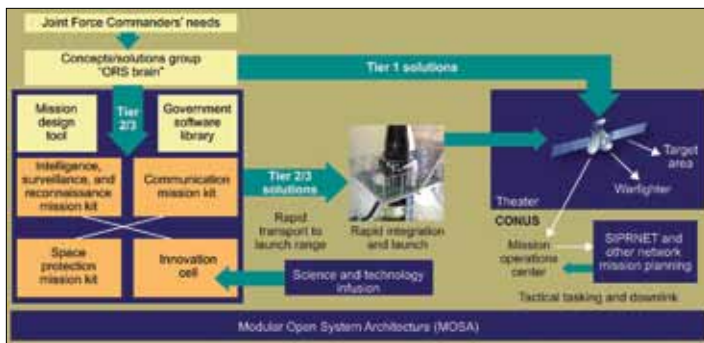 Joint Force Commanders' needs
Concepts/solutions group
"ORS brain"
Tier 1 solutions
Mission
design
tool
Tier
2/3
Government
software
library
Intelligence,
surveillance, and
reconnaissance
mission kit
Communication
mission kit
Space
protection
mission kit
Innovation
cell
Tier 2/3
solutions
Rapid
transport to
launch range
Rapid integration
and launch
Science and technology
infusion
Target
area
Warfighter
Theater
CONUS
Mission
operations
center
SIPRNET and
other network
mission planning
Tactical tasking and downlink
Modular Open System Architecture (MOSA)